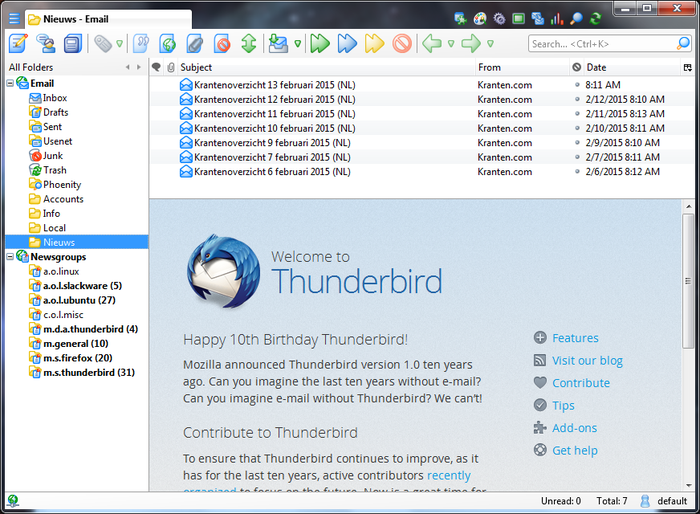 Nieuws - Email
Search... <Ctrl+K>
All Folders
Email
Inbox
Drafts
Sent
Usenet
Junk
Trash
Phoenity
Accounts
Info
Local
Nieuws
Newsgroups
a.o.linux
a.o.l.slackware (5)
a.o.l.ubuntu (27)
c.o.l.misc
m.d.a.thunderbird (4)
m.general (10)
m.s.firefox (20)
m.s.thunderbird (31)
Subject From Date
Krantenoverzicht 13 februari 2015 (NL) Kranten.com 8:11 AM
Krantenoverzicht 12 februari 2015 (NL) Kranten.com 2/12/2015 8:10 AM
Krantenoverzicht 11 februari 2015 (NL) Kranten.com 2/11/2015 8:13 AM
Krantenoverzicht 10 februari 2015 (NL) Kranten.com 2/10/2015 8:11 AM
Krantenoverzicht 9 februari 2015 (NL) Kranten.com 2/9/2015 8:10 AM
Krantenoverzicht 7 februari 2015 (NL) Kranten.com 2/7/2015 8:11 AM
Krantenoverzicht 6 februari 2015 (NL) Kranten.com 2/6/2015 8:12 AM
Welcome to
Thunderbird
Happy 10th Birthday Thunderbird!
Mozilla announced Thunderbird version 1.0 ten years
ago. Can you imagine the last ten years without e-mail?
Can you imagine e-mail without Thunderbird? We can't!
Contribute to Thunderbird
To ensure that Thunderbird continues to improve, as it
has for the last ten years, active contributors recently
organized to focus on the future. Now is a great time for
Features
Visit our blog
Contribute
Tips
Add-ons
Get help
Unread: 0 Total: 7 default